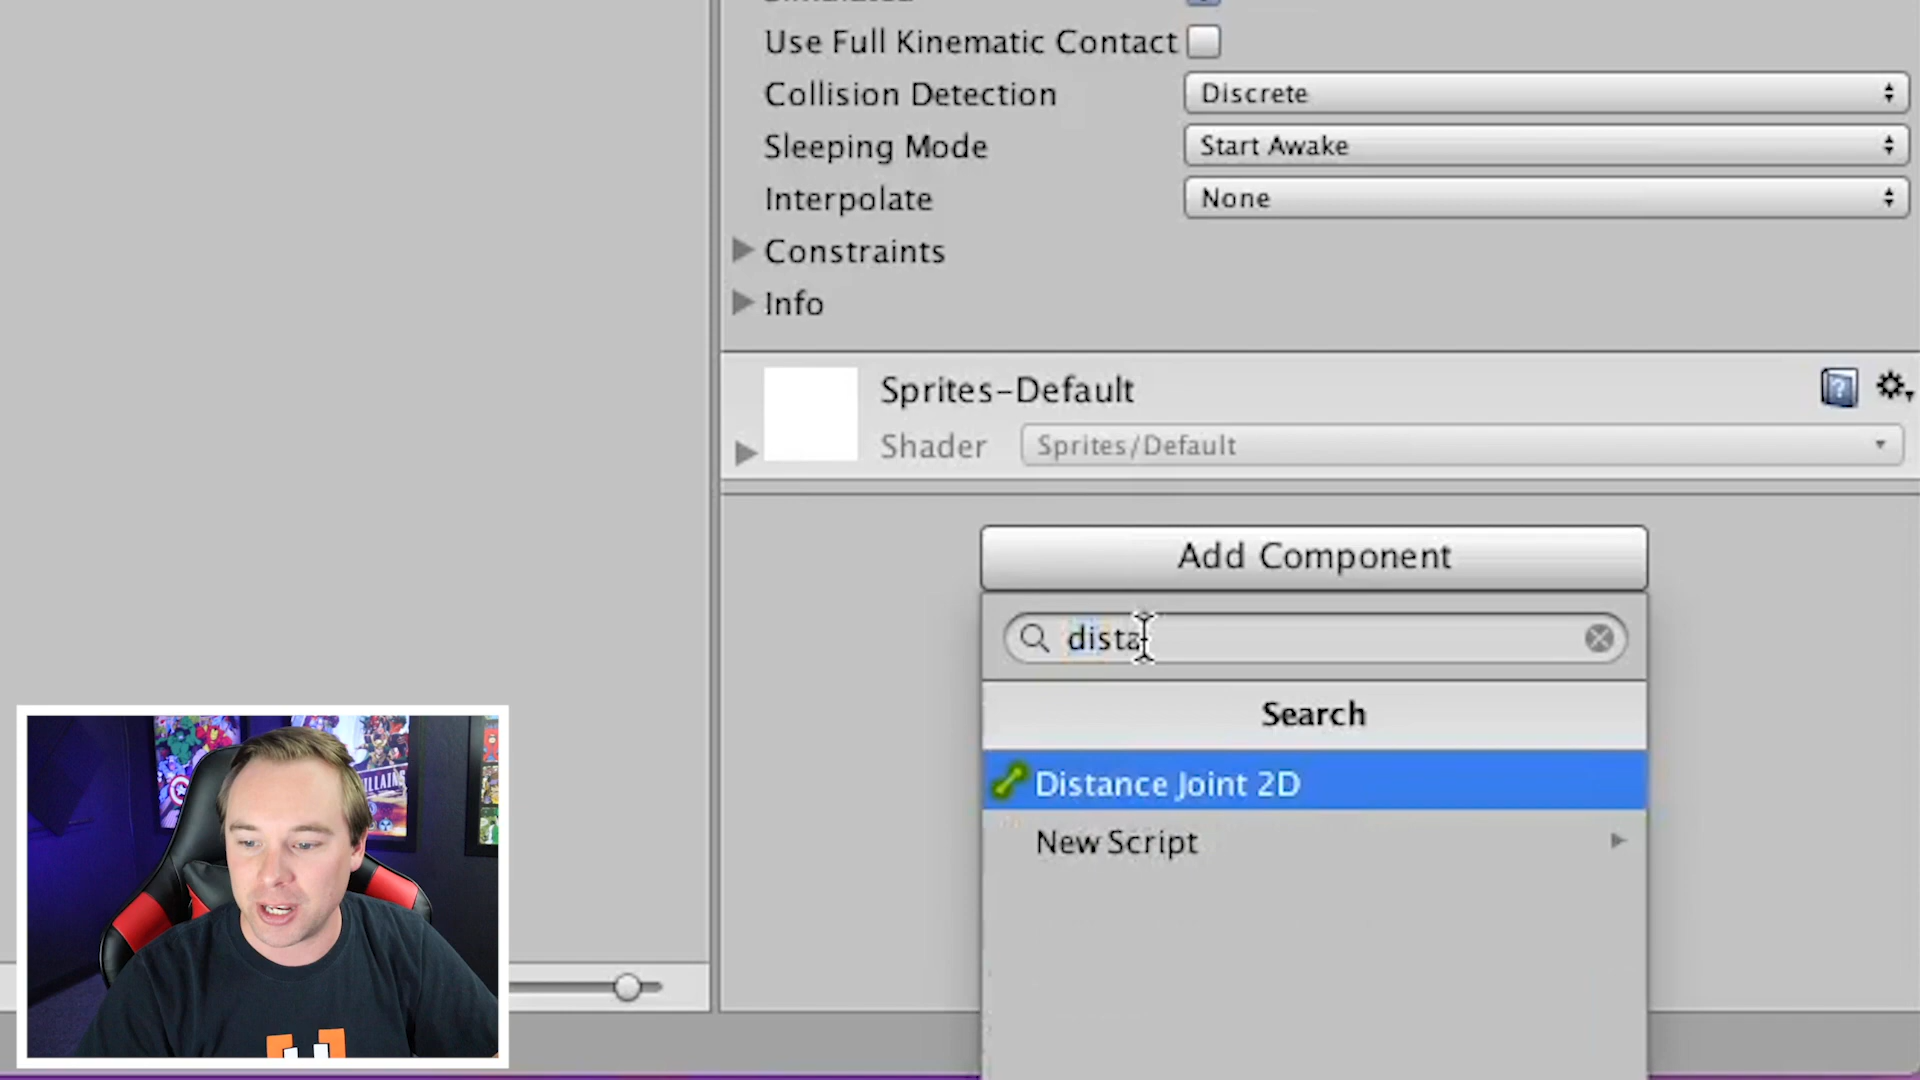 Use Full Kinematic Contact
Collision Detection
Discrete
Sleeping Mode
Start Awake
Interpolate
None
Constraints
Info
Sprites-Default
Shader
Sprites/Default
Add Component
dista
Search
Distance Joint 2D
New Script
VILLAINS